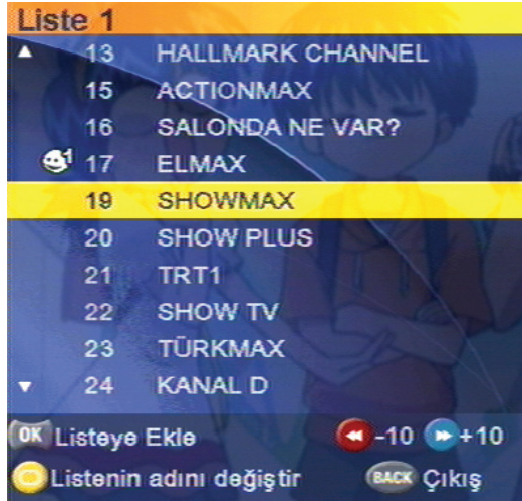 Liste 1
13 HALLMARK CHANNEL
15 ACTIONMAX
16 SALONDA NE VAR?
1 17 ELMAX
19 SHOWMAX
20 SHOW PLUS
21 TRT1
22 SHOW TV
23 TÜRKMAX
24 KANAL D
OK Listeye Ekle -10 +10
Listenin adını değiştir BACK Çıkış